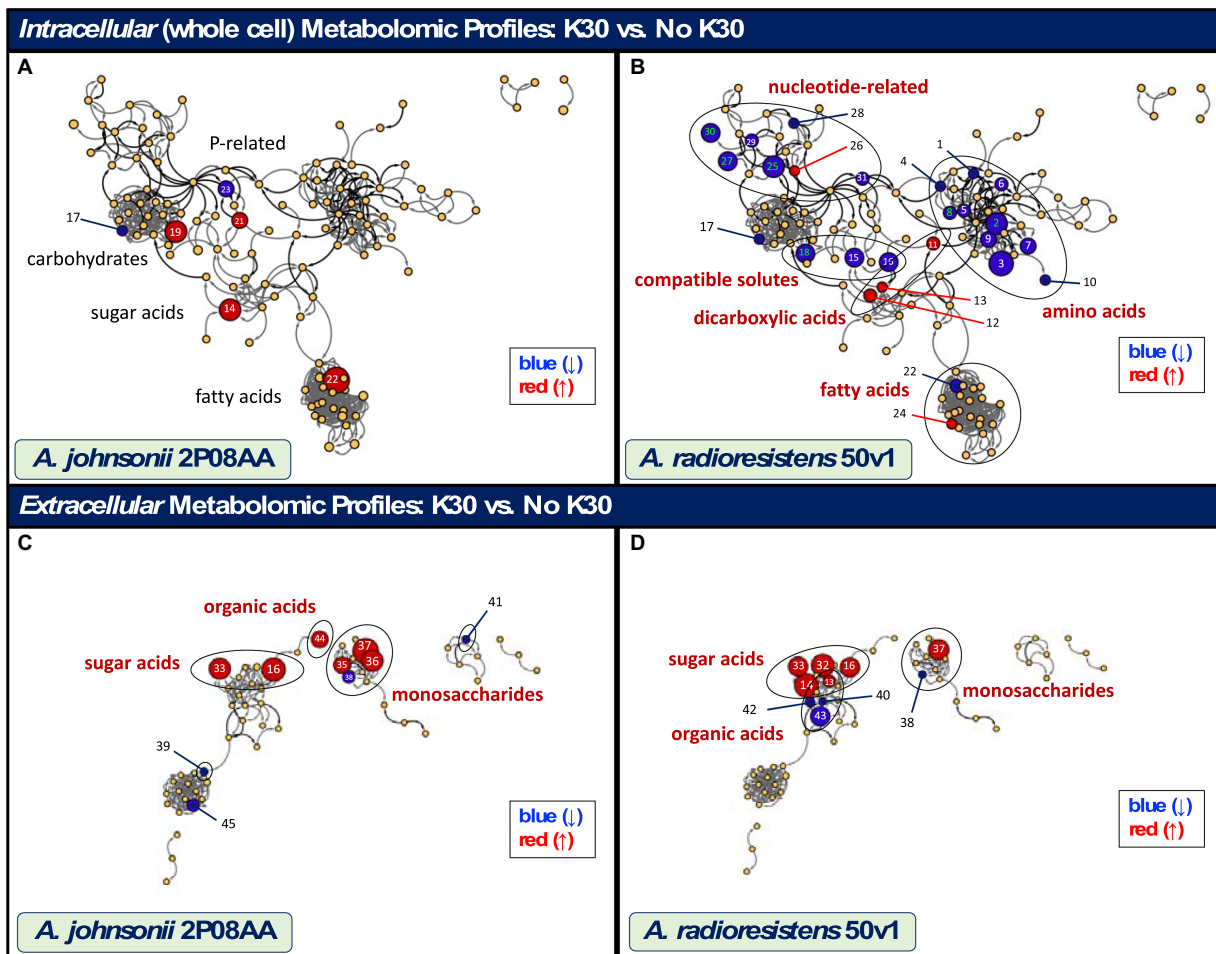 Intracellular (whole cell) Metabolomic Profiles: K30 vs. No K30
A
P-related
23
21
17
19
carbohydrates
sugar acids
14
fatty acids
22
blue (↓)
red (↑)
A. johnsonii 2P08AA
B
nucleotide-related
30
28
29
26
27
25
31
1
4
6
8
5
2
9
7
3
10
17
18
15
16
11
compatible solutes
13
dicarboxylic acids
12
amino acids
22
fatty acids
24
blue (↓)
red (↑)
A. radioresistens 50v1
Extracellular Metabolomic Profiles: K30 vs. No K30
C
organic acids
44
41
sugar acids
33
16
37
35
36
38
monosaccharides
39
45
blue (↓)
red (↑)
A. johnsonii 2P08AA
D
sugar acids
33
32
16
14
13
37
42
40
38
43
organic acids
monosaccharides
blue (↓)
red (↑)
A. radioresistens 50v1